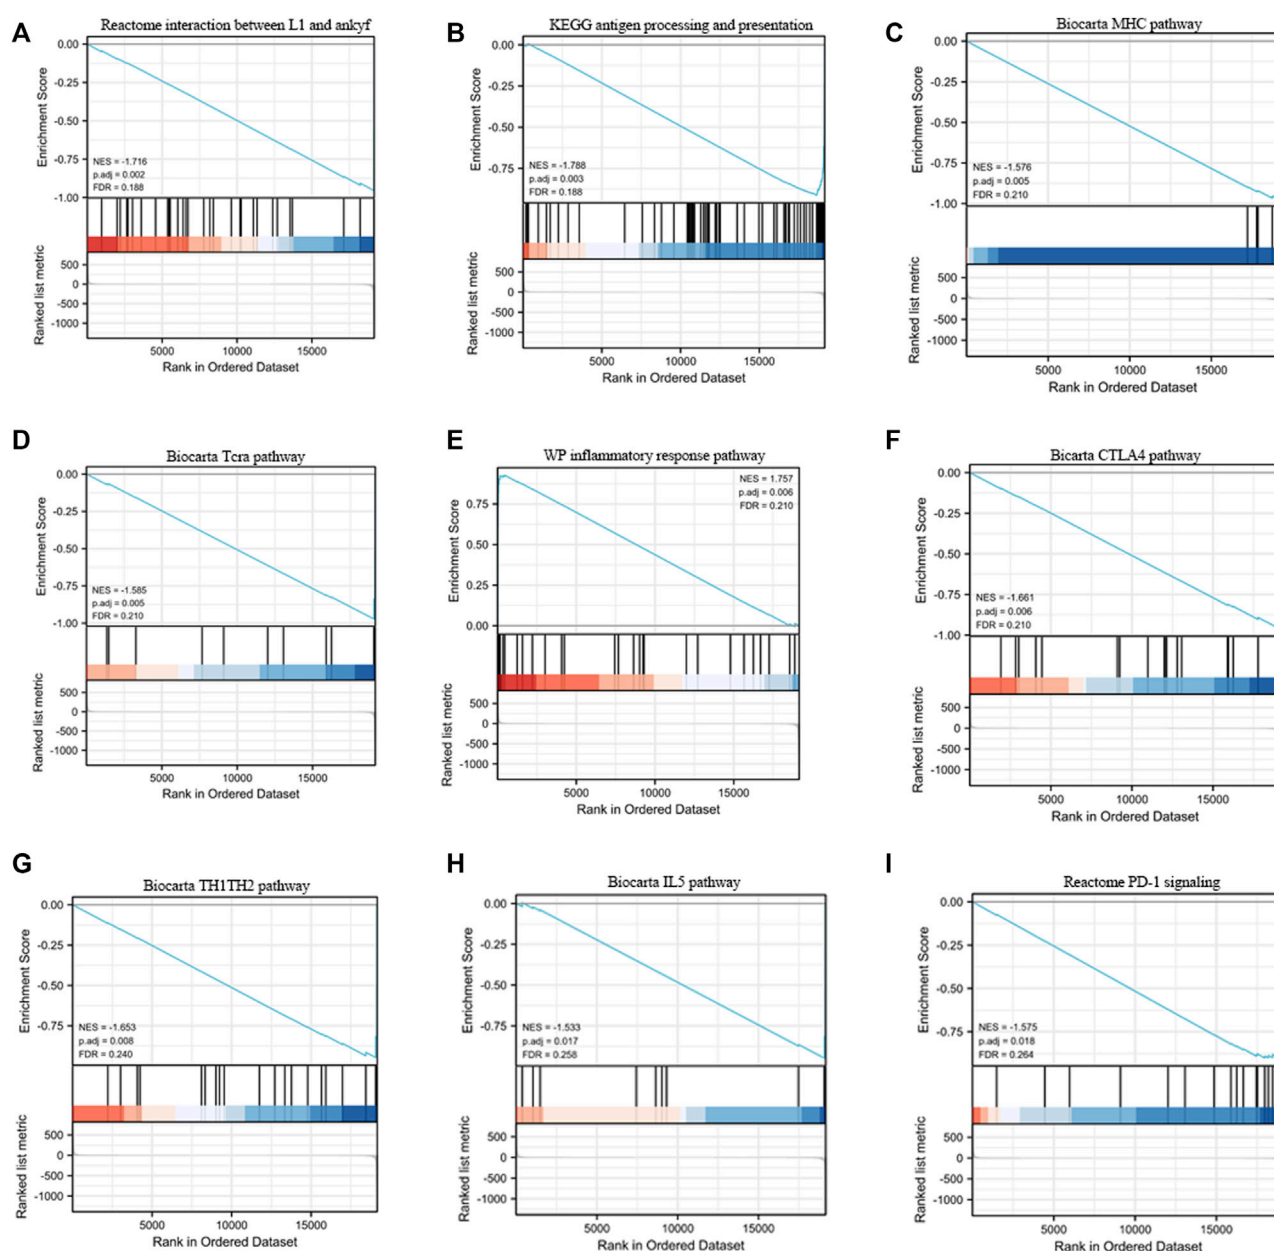 A
Reactome interaction between L1 and ankyf
Enrichment Score
0.00
-0.25
-0.50
-0.75
-1.00
NES = -1.716
p.adj = 0.002
FDR = 0.188
Ranked list metric
500
0
-500
-1000
5000 10000 15000
Rank in Ordered Dataset
B
KEGG antigen processing and presentation
Enrichment Score
0.00
-0.25
-0.50
-0.75
NES = -1.788
p.adj = 0.003
FDR = 0.188
Ranked list metric
500
0
-500
-1000
5000 10000 15000
Rank in Ordered Dataset
C
Biocarta MHC pathway
Enrichment Score
0.00
-0.25
-0.50
-0.75
-1.00
NES = -1.576
p.adj = 0.005
FDR = 0.210
Ranked list metric
500
0
-500
-1000
5000 10000 15000
Rank in Ordered Dataset
D
Biocarta Tcra pathway
Enrichment Score
0.00
-0.25
-0.50
-0.75
-1.00
NES = -1.585
p.adj = 0.005
FDR = 0.210
Ranked list metric
500
0
-500
-1000
5000 10000 15000
Rank in Ordered Dataset
E
WP inflammatory response pathway
Enrichment Score
0.75
0.50
0.25
0.00
NES = 1.757
p.adj = 0.006
FDR = 0.210
Ranked list metric
500
0
-500
-1000
5000 10000 15000
Rank in Ordered Dataset
F
Bicarta CTLA4 pathway
Enrichment Score
0.00
-0.25
-0.50
-0.75
-1.00
NES = -1.661
p.adj = 0.006
FDR = 0.210
Ranked list metric
500
0
-500
-1000
5000 10000 15000
Rank in Ordered Dataset
G
Biocarta TH1TH2 pathway
Enrichment Score
0.00
-0.25
-0.50
-0.75
NES = -1.653
p.adj = 0.008
FDR = 0.240
Ranked list metric
500
0
-500
-1000
5000 10000 15000
Rank in Ordered Dataset
H
Biocarta IL5 pathway
Enrichment Score
0.00
-0.25
-0.50
-0.75
NES = -1.533
p.adj = 0.017
FDR = 0.258
Ranked list metric
500
0
-500
-1000
5000 10000 15000
Rank in Ordered Dataset
I
Reactome PD-1 signaling
Enrichment Score
0.00
-0.25
-0.50
-0.75
NES = -1.575
p.adj = 0.018
FDR = 0.264
Ranked list metric
500
0
-500
-1000
5000 10000 15000
Rank in Ordered Dataset